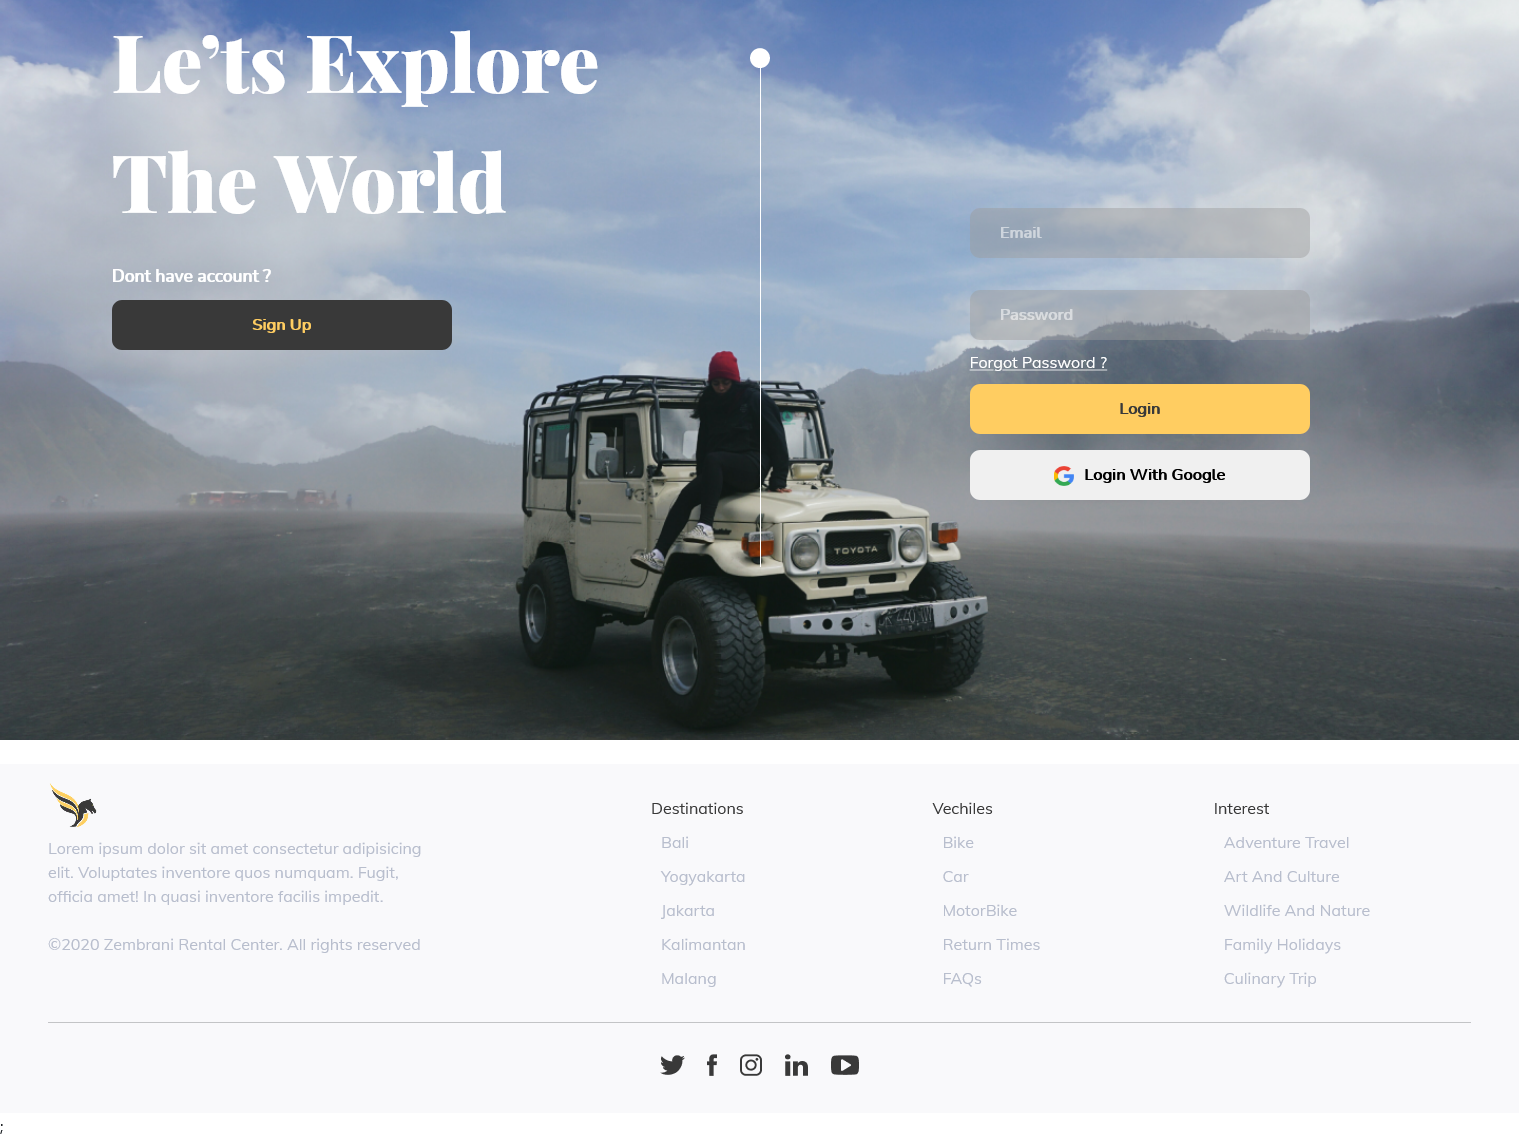 Le’ts Explore
The World
Dont have account ?
Sign Up
Email
Password
Forgot Password ?
Login
Login With Google
TOYOTA
Lorem ipsum dolor sit amet consectetur adipisicing
elit. Voluptates inventore quos numquam. Fugit,
officia amet! In quasi inventore facilis impedit.
©2020 Zembrani Rental Center. All rights reserved
Destinations
Bali
Yogyakarta
Jakarta
Kalimantan
Malang
Vechiles
Bike
Car
MotorBike
Return Times
FAQs
Interest
Adventure Travel
Art And Culture
Wildlife And Nature
Family Holidays
Culinary Trip
;